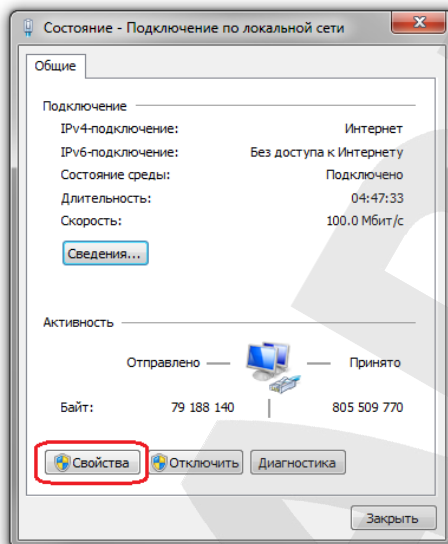 Состояние - Подключение по локальной сети
Общие
Подключение
IPv4-подключение: Интернет
IPv6-подключение: Без доступа к Интернету
Состояние среды: Подключено
Длительность: 04:47:33
Скорость: 100.0 Мбит/с
Сведения...
Активность
Отправлено — — Принято
Байт: 79 188 140 | 805 509 770
Свойства Отключить Диагностика
Закрыть